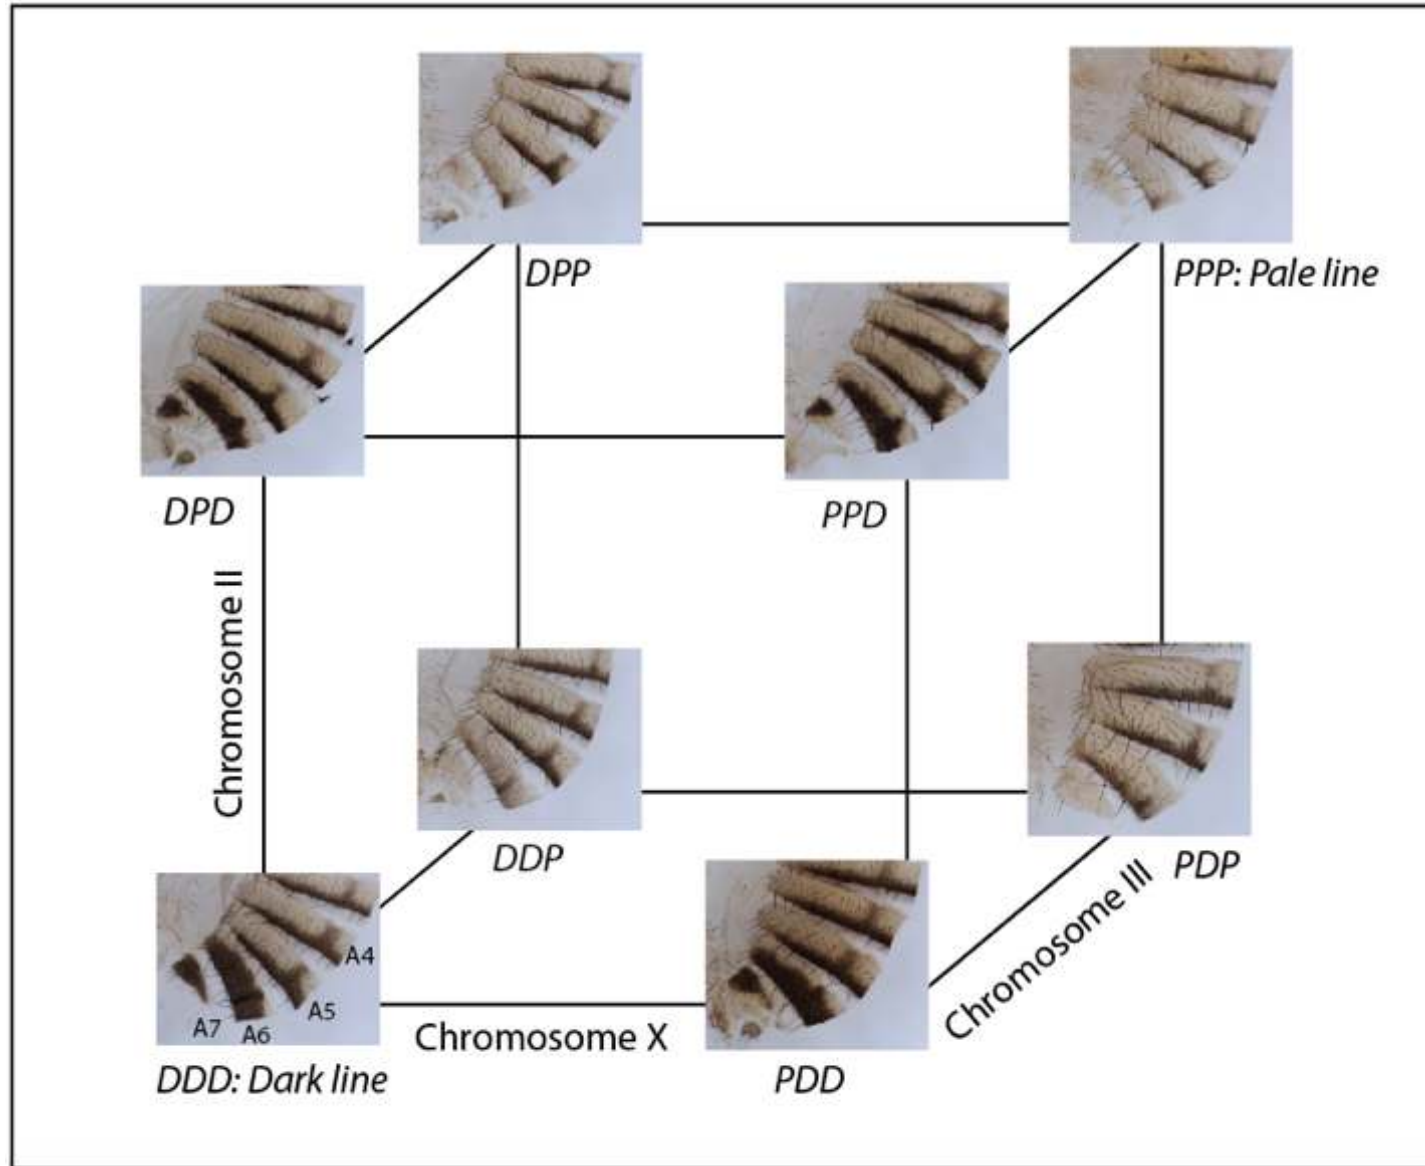 DPP
PPP: Pale line
DPD
PPD
Chromosome II
DDP
PDP
A4
A5
A7
A6
Chromosome III
Chromosome X
DDD: Dark line
PDD